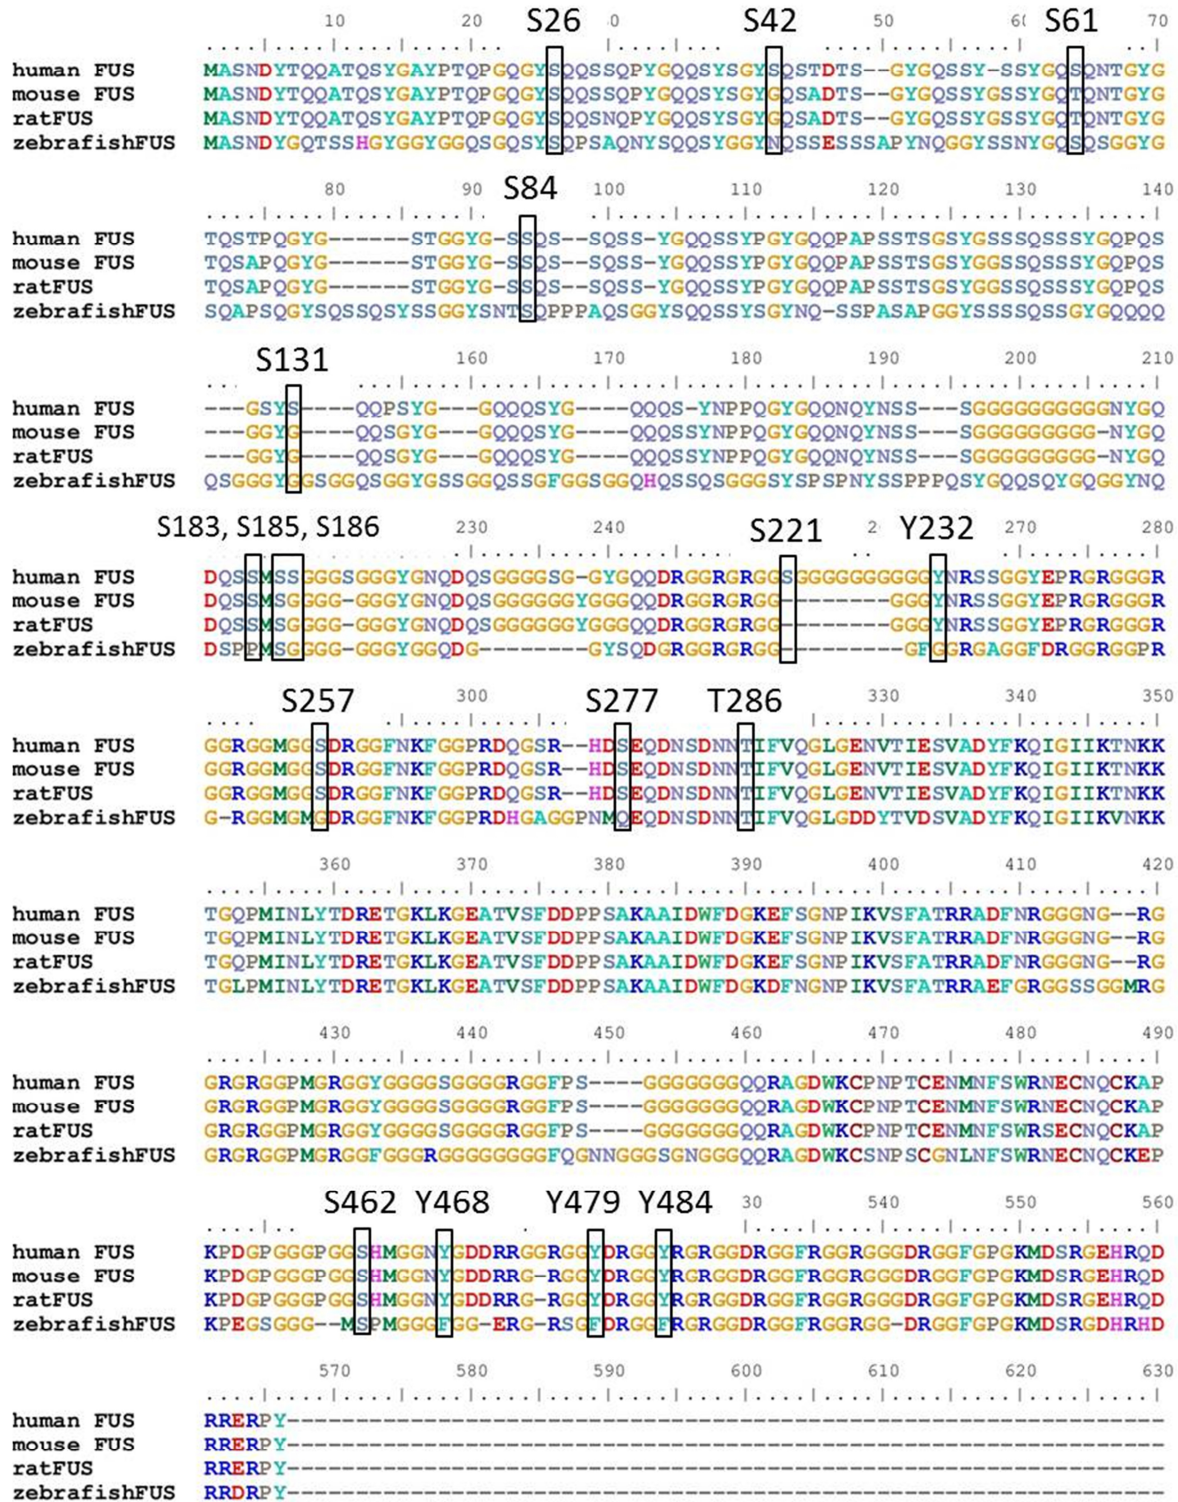 10 20 S26 30 S42 50 60 S61 70
human FUS MASNDYTQQATQSYGAYPTQPGQGYSQQSSQPYGQQSYSGYSQSTDTS--GYGQSSY-SSYGQSQNTGYG
mouse FUS MASNDYTQQATQSYGAYPTQPGQGYSQQSSQPYGQQSYSGYGQSADTS--GYGQSSYGSSYGQTQNTGYG
ratFUS MASNDYTQQATQSYGAYPTQPGQGYSQQSNQPYGQQSYSGYGQSADTS--GYGQSSYGSSYGQTQNTGYG
zebrafishFUS MASNDYGQTSSHGYGGYGGQSGQSYSQPSAQNYSQQSYGGYNQSSESSSAPYNQGGYSSNYGQSQSGGYG
80 90 S84 100 110 120 130 140
human FUS TQSTPQGYG------STGGYG-SSQS--SQSS-YGQQSSYPGYGQQPAPSSTSGSYGSSSQSSSYGQPQS
mouse FUS TQSAPQGYG------STGGYG-SSQS--SQSS-YGQQSSYPGYGQQPAPSSTSGSYGGSSQSSSYGQPQS
ratFUS TQSAPQGYG------STGGYG-SSQS--SQSS-YGQQSSYPGYGQQPAPSSTSGSYGGSSQSSSYGQPQS
zebrafishFUS SQAPSQGYSQSSQSYSSGGYSNTSQPPPAQSGGYSQQSSYSGYNQ-SSPASAPGGYSSSSQSSGYGQQQQ
S131 160 170 180 190 200 210
human FUS ---GSYS----QQPSYG---GQQQSYG----QQQS-YNPPQGYGQQNQYNSS---SGGGGGGGGGGNYGQ
mouse FUS ---GGYG----QQSGYG---GQQQSYG----QQQSSYNPPQGYGQQNQYNSS---SGGGGGGGGG-NYGQ
ratFUS ---GGYG----QQSGYG---GQQQSYG----QQQSSYNPPQGYGQQNQYNSS---SGGGGGGGGG-NYGQ
zebrafishFUS QSGGGYGGSGGQSGGYGSSGGQSSGFGGSGGQHQSSQSGGGSYSPSPNYSSPPPQSYGQQSQYGQGGYNQ
S183, S185, S186 230 240 S221 2 Y232 270 280
human FUS DQSSMSSGGGSGGGYGNQDQSGGGGSG-GYGQQDRGGRGRGGSGGGGGGGGGGYNRSSGGYEPRGRGGGR
mouse FUS DQSSMSGGGG-GGGYGNQDQSGGGGGGYGGGQQDRGGRGRGG--------GGGYNRSSGGYEPRGRGGGR
ratFUS DQSSMSGGGG-GGGYGNQDQSGGGGGGYGGGQQDRGGRGRGG--------GGGYNRSSGGYEPRGRGGGR
zebrafishFUS DSPPMSGGGG-GGGYGGQDG--------GYSQDGRGGRGRGG---------GFGGRGAGGFDRGGRGGPR
S257 300 S277 T286 330 340 350
human FUS GGRGGMGGSDRGGFNKFGGPRDQGSR--HDSEQDNSDNNTIFVQGLGENVTIESVADYFKQIGIIKTNKK
mouse FUS GGRGGMGGSDRGGFNKFGGPRDQGSR--HDSEQDNSDNNTIFVQGLGENVTIESVADYFKQIGIIKTNKK
ratFUS GGRGGMGGSDRGGFNKFGGPRDQGSR--HDSEQDNSDNNTIFVQGLGENVTIESVADYFKQIGIIKTNKK
zebrafishFUS G-RGGMGMGDRGGFNKFGGPRDHGAGGPNMQEQDNSDNNTIFVQGLGDDYTVDSVADYFKQIGIIKVNKK
360 370 380 390 400 410 420
human FUS TGQPMINLYTDRETGKLKGEATVSFDDPPSAKAAIDWFDGKEFSGNPIKVSFATRRADFNRGGGNG--RG
mouse FUS TGQPMINLYTDRETGKLKGEATVSFDDPPSAKAAIDWFDGKEFSGNPIKVSFATRRADFNRGGGNG--RG
ratFUS TGQPMINLYTDRETGKLKGEATVSFDDPPSAKAAIDWFDGKEFSGNPIKVSFATRRADFNRGGGNG--RG
zebrafishFUS TGLPMINLYTDRETGKLKGEATVSFDDPPSAKAAIDWFDGKDFNGNPIKVSFATRRAEFGRGGSSGGMRG
430 440 450 460 470 480 490
human FUS GRGRGGPMGRGGYGGGGSGGGGRGGFPS----GGGGGGGQQRAGDWKCPNPTCENMNFSWRNECNQCKAP
mouse FUS GRGRGGPMGRGGYGGGGSGGGGRGGFPS----GGGGGGGQQRAGDWKCPNPTCENMNFSWRNECNQCKAP
ratFUS GRGRGGPMGRGGYGGGGSGGGGRGGFPS----GGGGGGGQQRAGDWKCPNPTCENMNFSWRSECNQCKAP
zebrafishFUS GRGRGGPMGRGGFGGGRGGGGGGGGFQGNNGGGSGNGGGQQRAGDWKCSNPSCGNLNFSWRNECNQCKEP
S462 Y468 Y479 Y484 30 540 550 560
human FUS KPDGPGGGPGGSHMGGNYGDDRRGGRGGYDRGGYRGRGGDRGGFRGGRGGGDRGGFGPGKMDSRGEHRQD
mouse FUS KPDGPGGGPGGSHMGGNYGDDRRG-RGGYDRGGYRGRGGDRGGFRGGRGGGDRGGFGPGKMDSRGEHRQD
ratFUS KPDGPGGGPGGSHMGGNYGDDRRG-RGGYDRGGYRGRGGDRGGFRGGRGGGDRGGFGPGKMDSRGEHRQD
zebrafishFUS KPEGSGGG--MSPMGGGFGG-ERG-RSGFDRGGFRGRGGDRGGFRGGRGG-DRGGFGPGKMDSRGDHRHD
570 580 590 600 610 620 630
human FUS RRERPY
mouse FUS RRERPY
ratFUS RRERPY
zebrafishFUS RRDRPY